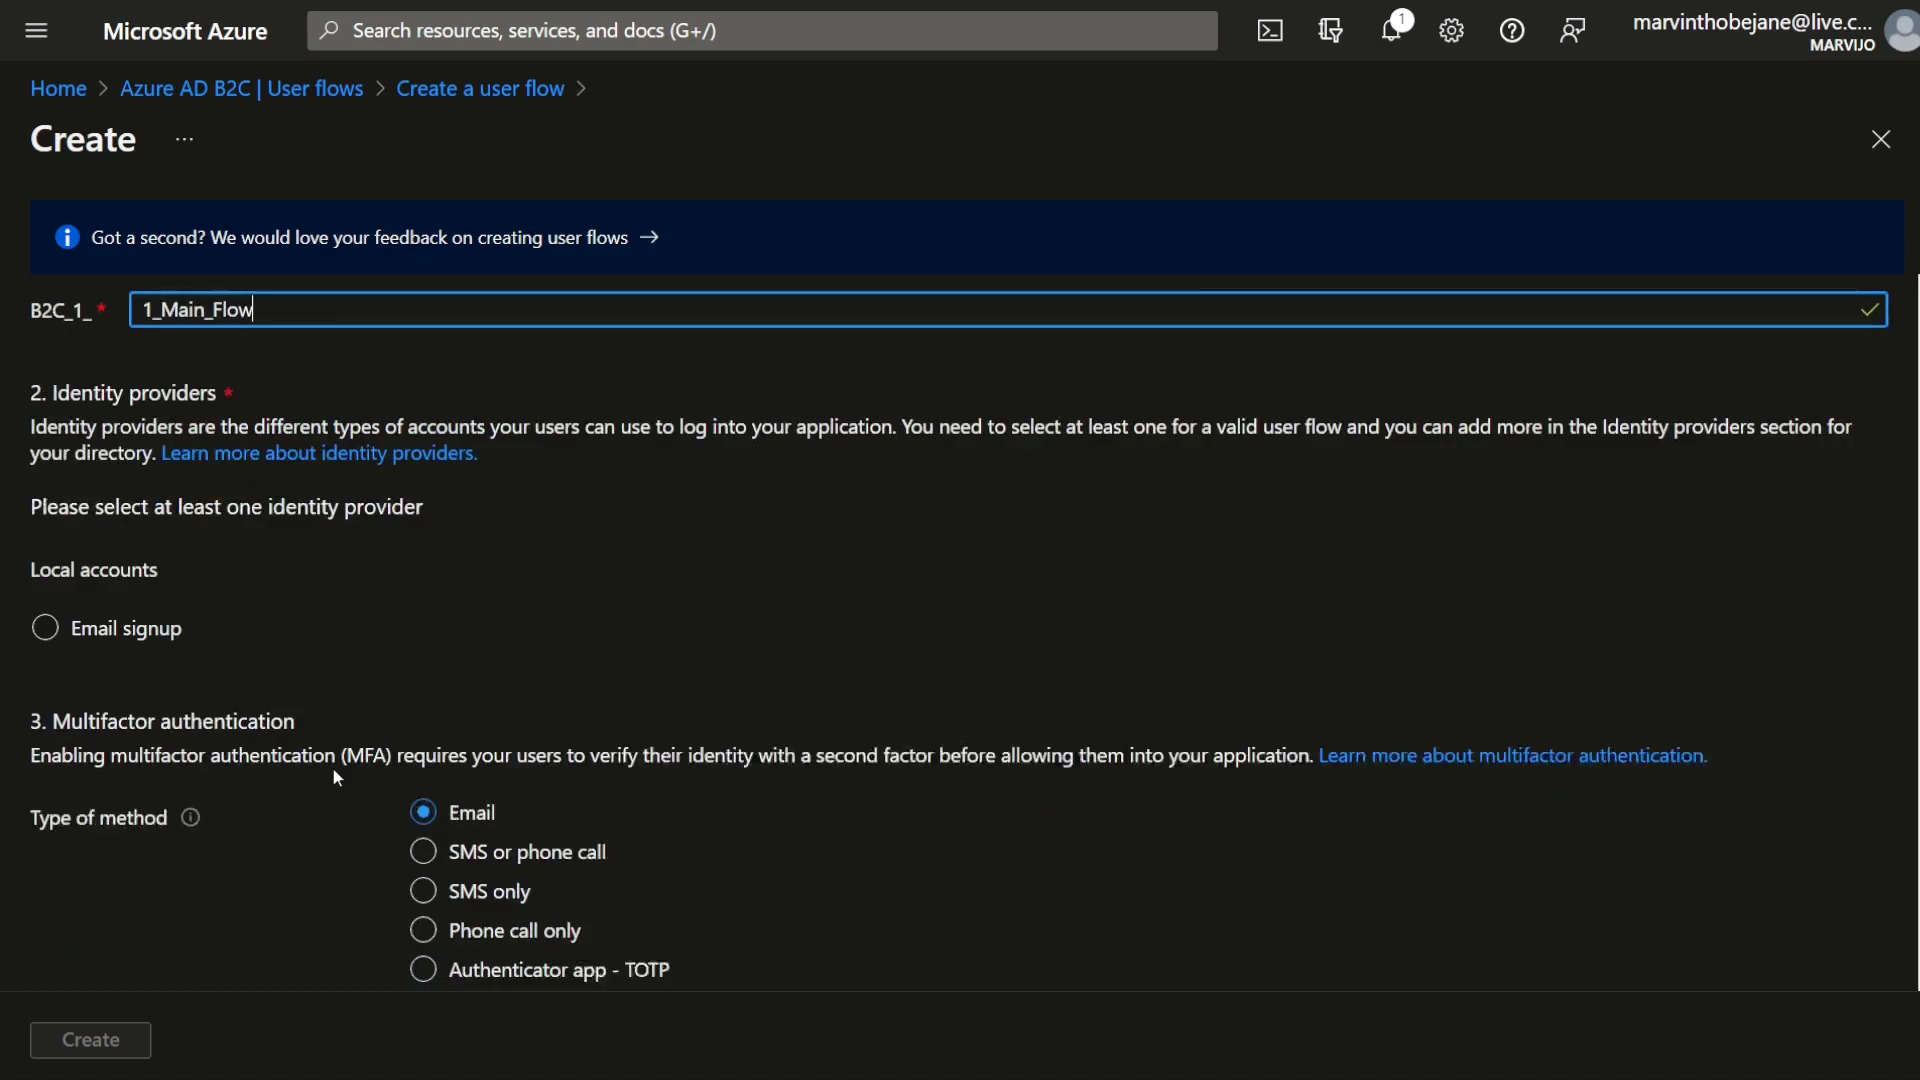 Microsoft Azure
Search resources, services, and docs (G+/)
1
marvinthobejane@live.c...
MARVIJO
Home > Azure AD B2C | User flows > Create a user flow >
Create ...
Got a second? We would love your feedback on creating user flows →
B2C_1_ * 1_Main_Flow
2. Identity providers *
Identity providers are the different types of accounts your users can use to log into your application. You need to select at least one for a valid user flow and you can add more in the Identity providers section for
your directory. Learn more about identity providers.
Please select at least one identity provider
Local accounts
Email signup
3. Multifactor authentication
Enabling multifactor authentication (MFA) requires your users to verify their identity with a second factor before allowing them into your application. Learn more about multifactor authentication.
Type of method
Email
SMS or phone call
SMS only
Phone call only
Authenticator app - TOTP
Create